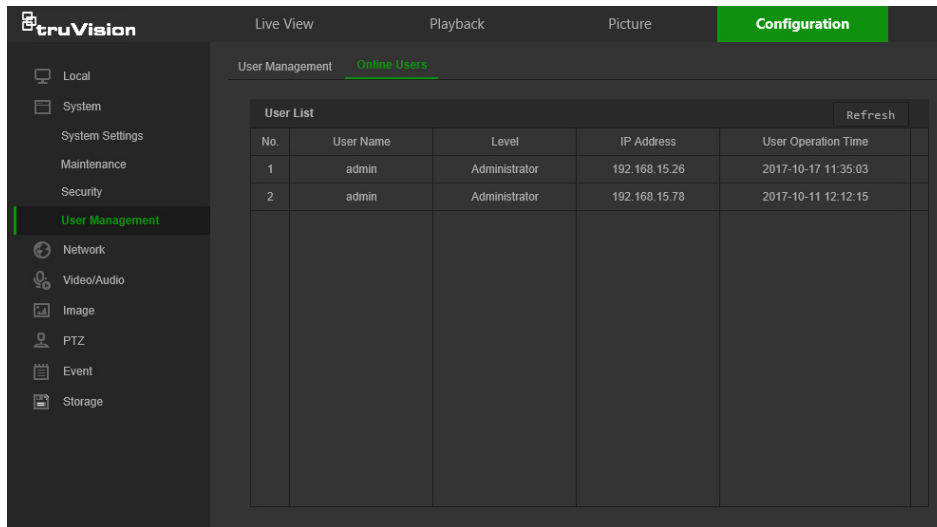 truVision Live View Playback Picture Configuration
User Management Online Users
Local
System
System Settings
Maintenance
Security
User Management
Network
Video/Audio
Image
PTZ
Event
Storage
User List Refresh
No. User Name Level IP Address User Operation Time
1 admin Administrator 192.168.15.26 2017-10-17 11:35:03
2 admin Administrator 192.168.15.78 2017-10-11 12:12:15